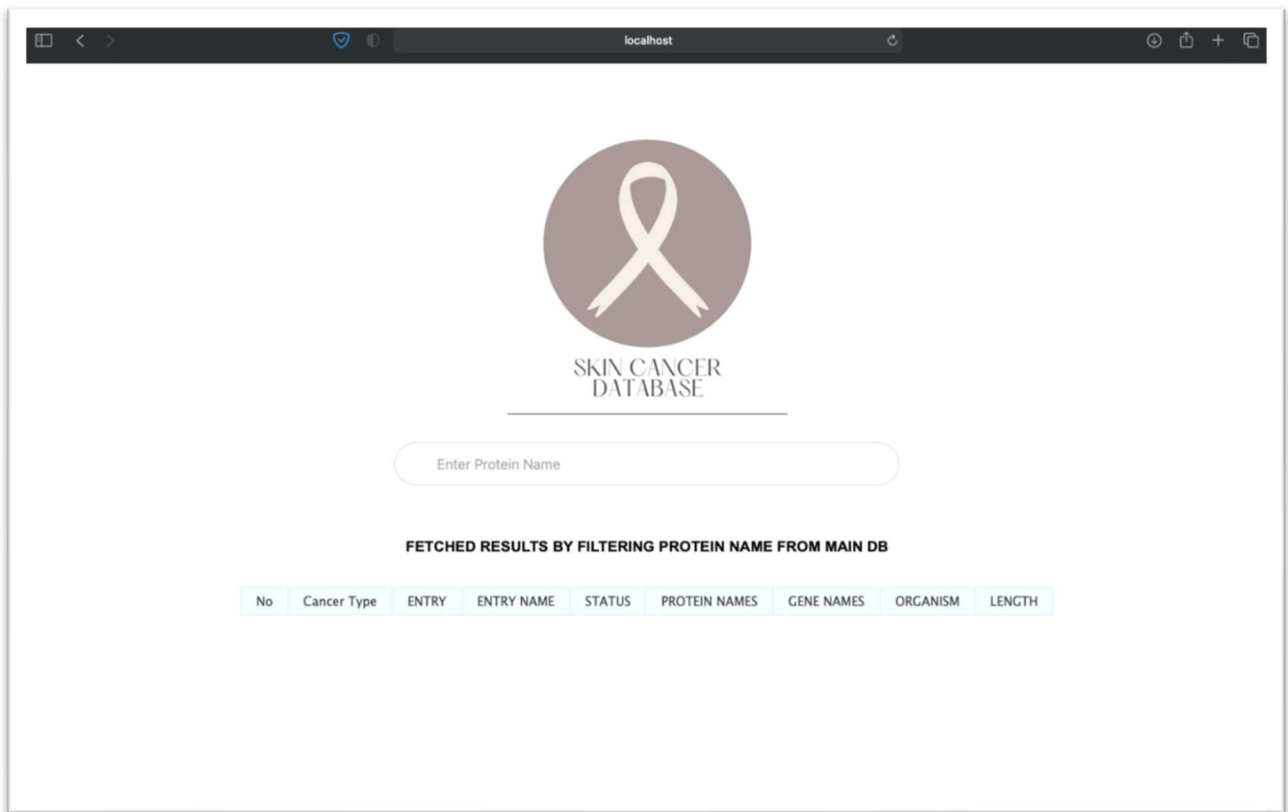 localhost
SKIN CANCER
DATABASE
Enter Protein Name
FETCHED RESULTS BY FILTERING PROTEIN NAME FROM MAIN DB
No Cancer Type ENTRY ENTRY NAME STATUS PROTEIN NAMES GENE NAMES ORGANISM LENGTH